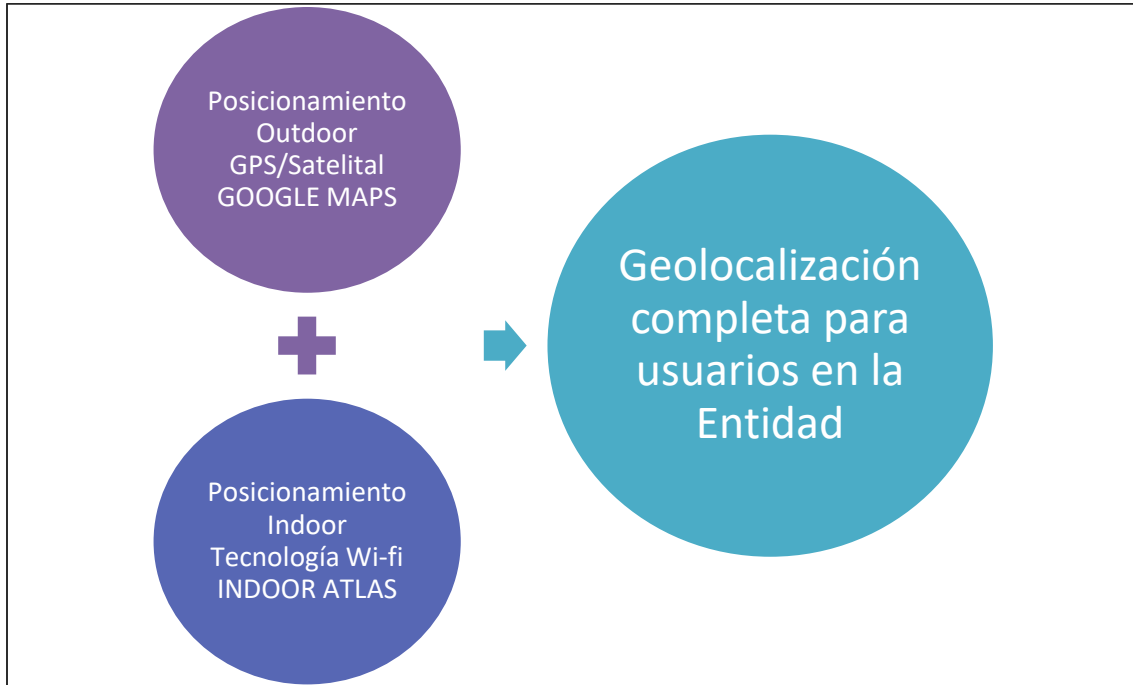 Posicionamiento
Outdoor
GPS/Satelital
GOOGLE MAPS
Posicionamiento
Indoor
Tecnología Wi-fi
INDOOR ATLAS
Geolocalización
completa para
usuarios en la
Entidad